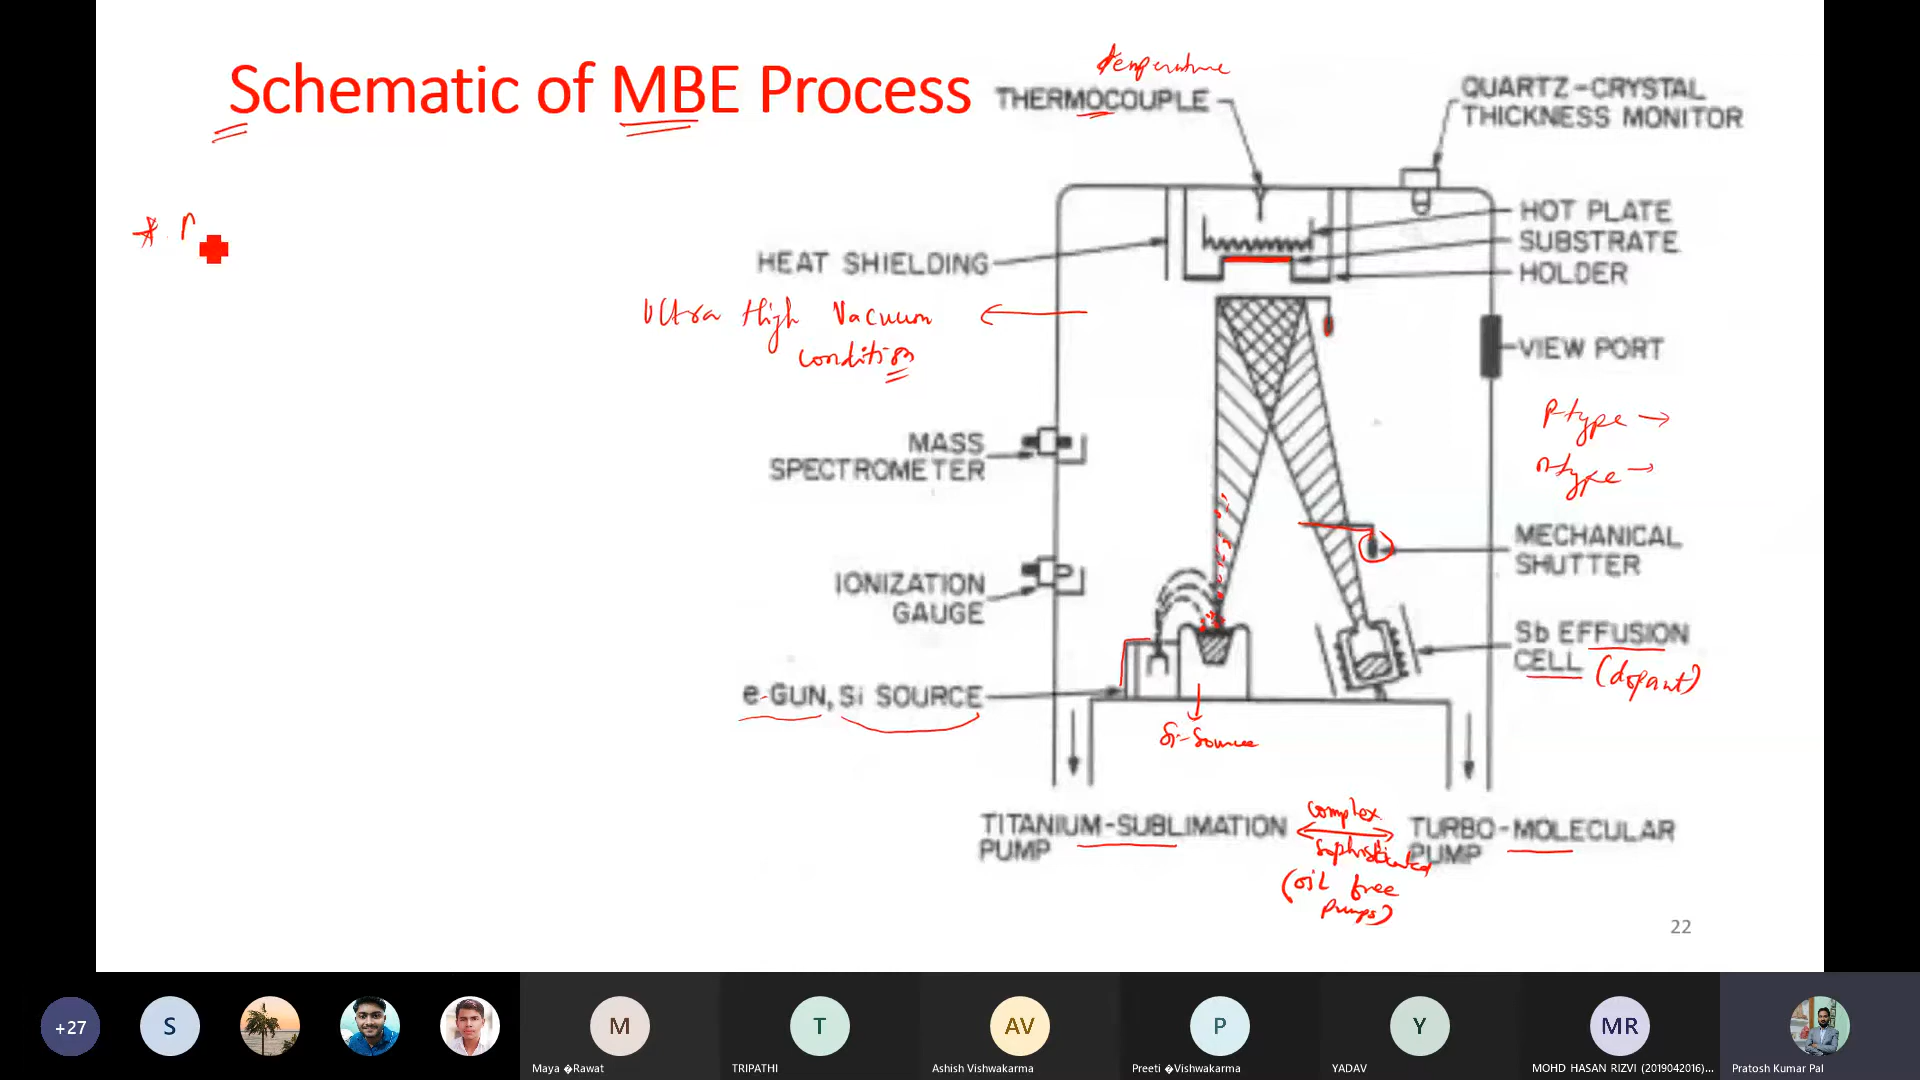 Schematic of MBE Process
temperature
THERMOCOUPLE
QUARTZ-CRYSTAL
THICKNESS MONITOR
HOT PLATE
SUBSTRATE
HOLDER
HEAT SHIELDING
Ultra High Vacuum
condition
VIEW PORT
P-type →
n-type →
MASS
SPECTROMETER
MECHANICAL
SHUTTER
IONIZATION
GAUGE
Sb EFFUSION
CELL (dopant)
e-GUN, Si SOURCE
Si-Source
TITANIUM-SUBLIMATION
PUMP
complex
sophisticated
(oil free
pumps)
TURBO-MOLECULAR
PUMP
22
+27
S
M
T
AV
P
Y
MR
Maya �Rawat
TRIPATHI
Ashish Vishwakarma
Preeti �Vishwakarma
YADAV
MOHD HASAN RIZVI (2019042016)...
Pratosh Kumar Pal